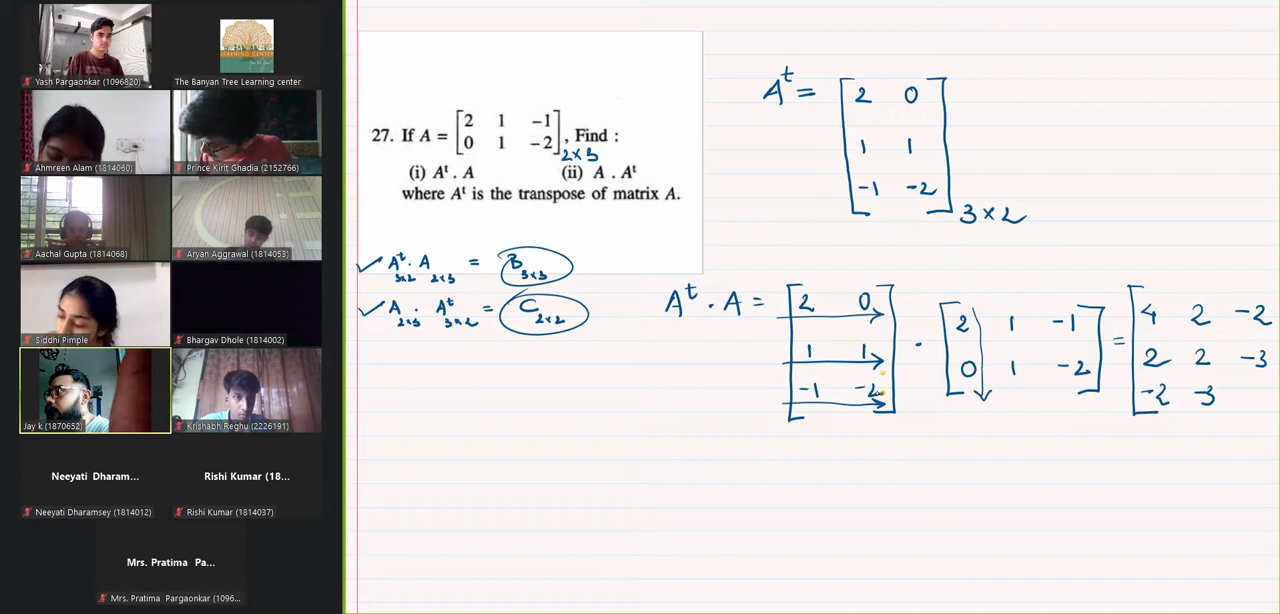 LEARNING CENTER
Yash Pargaonkar (1096820)
The Banyan Tree Learning center
Ahmreen Alam (1814060)
Prince Kirit Ghadia (2152766)
Aachal Gupta (1814068)
Aryan Aggrawal (1814053)
Siddhi Pimple
Bhargav Dhole (1814002)
Jay k (1870652)
Krishabh Reghu (2226191)
Neeyati Dharam...
Rishi Kumar (18...
Neeyati Dharamsey (1814012)
Rishi Kumar (1814037)
Mrs. Pratima Pa...
Mrs. Pratima Pargaonkar (1096...
27. If A = [2 1 -1
0 1 -2], Find :
2×3
(i) Aᵗ . A (ii) A . Aᵗ
where Aᵗ is the transpose of matrix A.
✓ Aᵗ . A = B
3×2 2×3 3×3
✓ A . Aᵗ = C
2×3 3×2 2×2
Aᵗ = [2 0
1 1
-1 -2] 3×2
Aᵗ . A = [2 0
1 1
-1 -2] . [2 1 -1
0 1 -2] = [4 2 -2
2 2 -3
-2 -3